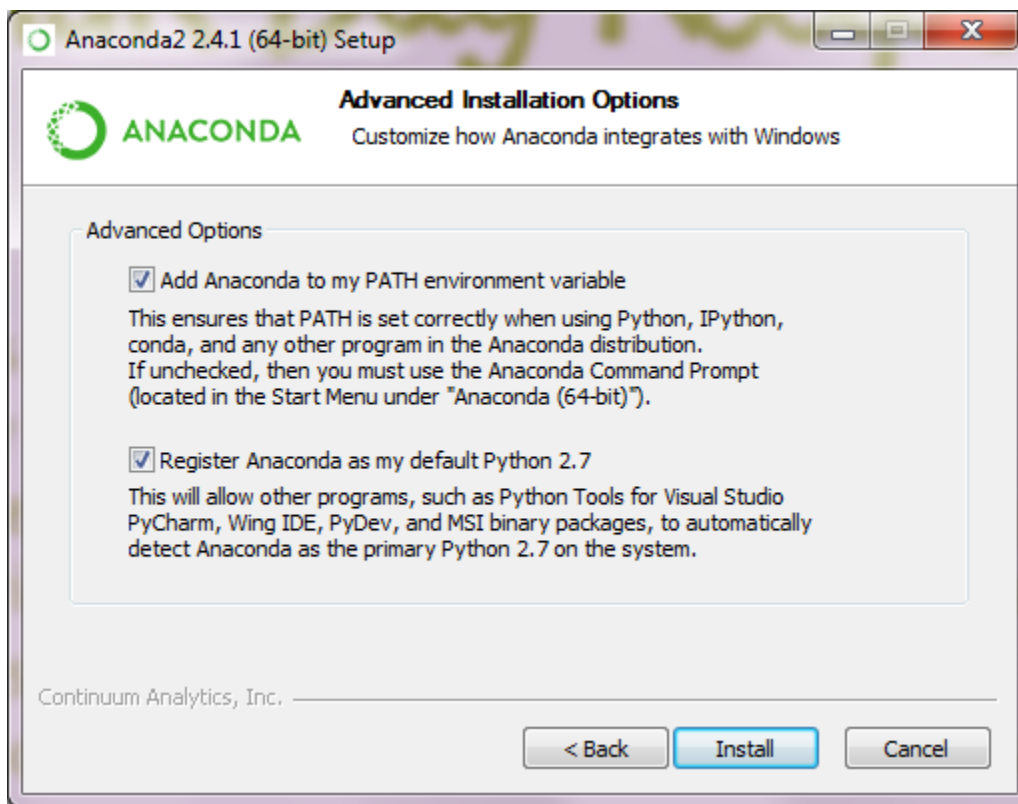 Anaconda2 2.4.1 (64-bit) Setup
ANACONDA
Advanced Installation Options
Customize how Anaconda integrates with Windows
Advanced Options
Add Anaconda to my PATH environment variable
This ensures that PATH is set correctly when using Python, IPython,
conda, and any other program in the Anaconda distribution.
If unchecked, then you must use the Anaconda Command Prompt
(located in the Start Menu under "Anaconda (64-bit)").
Register Anaconda as my default Python 2.7
This will allow other programs, such as Python Tools for Visual Studio
PyCharm, Wing IDE, PyDev, and MSI binary packages, to automatically
detect Anaconda as the primary Python 2.7 on the system.
Continuum Analytics, Inc.
< Back
Install
Cancel